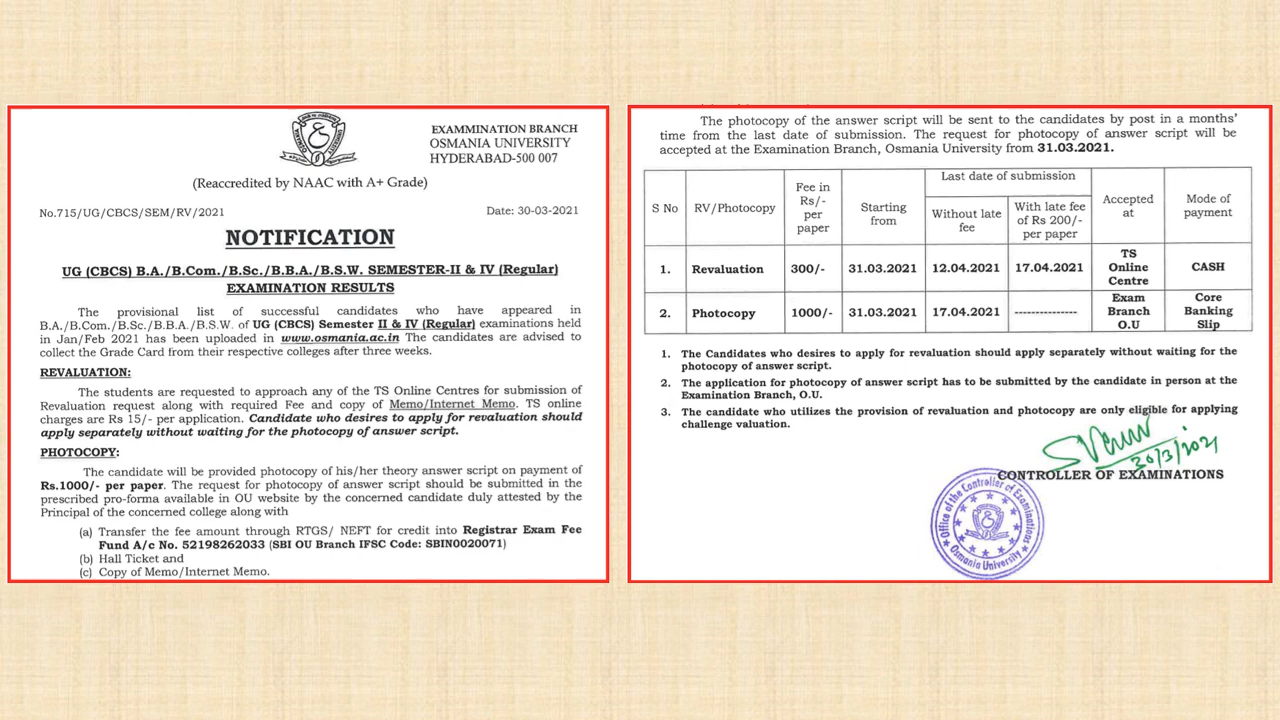 EXAMMINATION BRANCH
OSMANIA UNIVERSITY
HYDERABAD-500 007
(Reaccredited by NAAC with A+ Grade)
No.715/UG/CBCS/SEM/RV/2021 Date: 30-03-2021
NOTIFICATION
UG (CBCS) B.A./B.Com./B.Sc./B.B.A./B.S.W. SEMESTER-II & IV (Regular)
EXAMINATION RESULTS
The provisional list of successful candidates who have appeared in
B.A./B.Com./B.Sc./B.B.A./B.S.W. of UG (CBCS) Semester II & IV (Regular) examinations held
in Jan/Feb 2021 has been uploaded in www.osmania.ac.in The candidates are advised to
collect the Grade Card from their respective colleges after three weeks.
REVALUATION:
The students are requested to approach any of the TS Online Centres for submission of
Revaluation request along with required Fee and copy of Memo/Internet Memo. TS online
charges are Rs 15/- per application. Candidate who desires to apply for revaluation should
apply separately without waiting for the photocopy of answer script.
PHOTOCOPY:
The candidate will be provided photocopy of his/her theory answer script on payment of
Rs.1000/- per paper. The request for photocopy of answer script should be submitted in the
prescribed pro-forma available in OU website by the concerned candidate duly attested by the
Principal of the concerned college along with
(a) Transfer the fee amount through RTGS/ NEFT for credit into Registrar Exam Fee
Fund A/c No. 52198262033 (SBI OU Branch IFSC Code: SBIN0020071)
(b) Hall Ticket and
(c) Copy of Memo/Internet Memo.
The photocopy of the answer script will be sent to the candidates by post in a months'
time from the last date of submission. The request for photocopy of answer script will be
accepted at the Examination Branch, Osmania University from 31.03.2021.
S No RV/Photocopy Fee in Rs/- per paper Starting from Last date of submission Without late fee With late fee of Rs 200/- per paper Accepted at Mode of payment
1. Revaluation 300/- 31.03.2021 12.04.2021 17.04.2021 TS Online Centre CASH
2. Photocopy 1000/- 31.03.2021 17.04.2021 --------------- Exam Branch O.U Core Banking Slip
1. The Candidates who desires to apply for revaluation should apply separately without waiting for the
photocopy of answer script.
2. The application for photocopy of answer script has to be submitted by the candidate in person at the
Examination Branch, O.U.
3. The candidate who utilizes the provision of revaluation and photocopy are only eligible for applying
challenge valuation.
30/3/2021
CONTROLLER OF EXAMINATIONS
Office of the Controller of Examinations
Osmania University